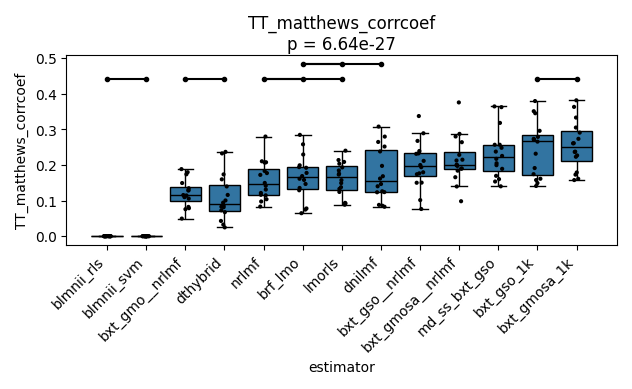 TT_matthews_corrcoef
p = 6.64e-27
TT_matthews_corrcoef
0.5
0.4
0.3
0.2
0.1
0.0
blmnii_rls
blmnii_svm
bxt_gmo__nrlmf
dthybrid
nrlmf
brf_lmo
lmorls
dnilmf
bxt_gso__nrlmf
bxt_gmosa__nrlmf
md_ss_bxt_gso
bxt_gso_1k
bxt_gmosa_1k
estimator